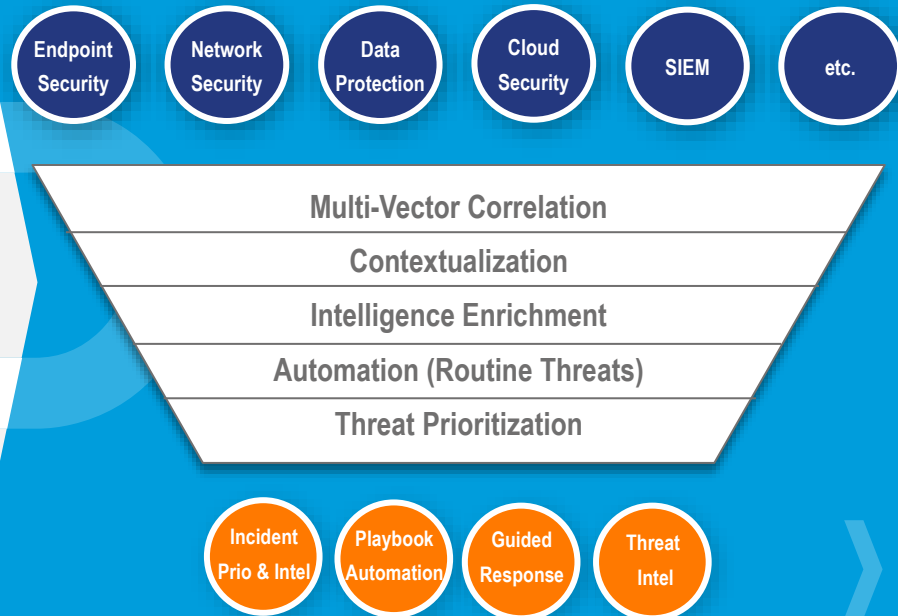 Endpoint
Security
Network
Security
Data
Protection
Cloud
Security
SIEM
etc.
Multi-Vector Correlation
Contextualization
Intelligence Enrichment
Automation (Routine Threats)
Threat Prioritization
Incident
Prio & Intel
Playbook
Automation
Guided
Response
Threat
Intel